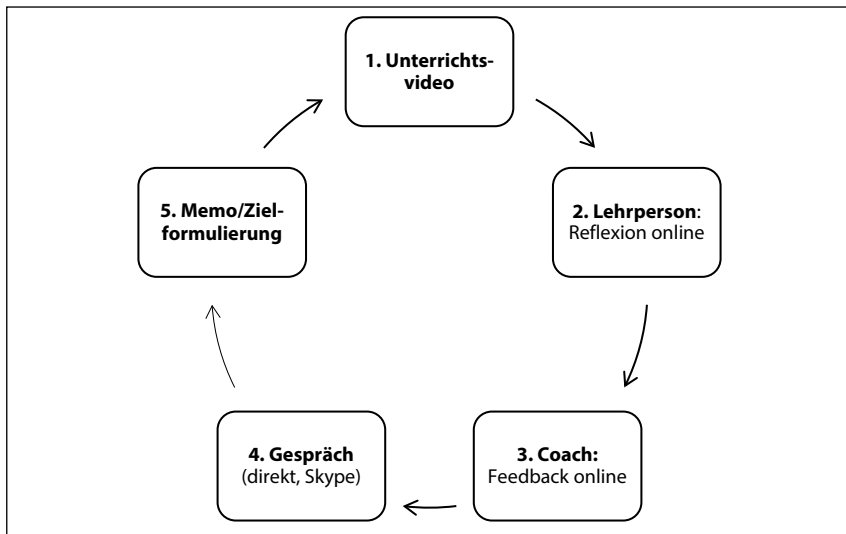 1. Unterrichts-
video
2. Lehrperson:
Reflexion online
3. Coach:
Feedback online
4. Gespräch
(direkt, Skype)
5. Memo/Ziel-
formulierung